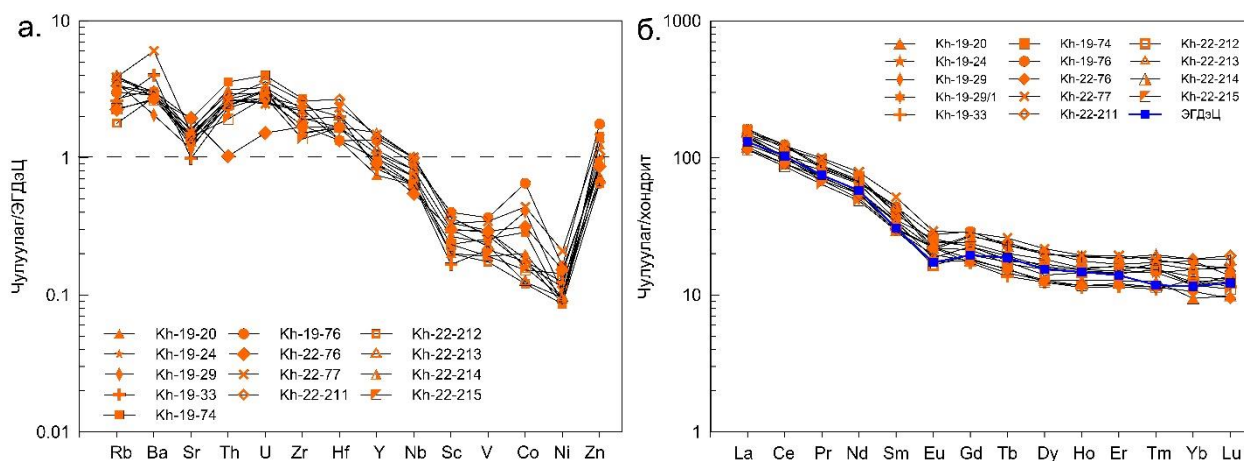 а.
Чулуулаг/ЭГДэЦ
10
1
0.1
0.01
Kh-19-20
Kh-19-24
Kh-19-29
Kh-19-33
Kh-19-74
Kh-19-76
Kh-22-76
Kh-22-77
Kh-22-211
Kh-22-212
Kh-22-213
Kh-22-214
Kh-22-215
Rb Ba Sr Th U Zr Hf Y Nb Sc V Co Ni Zn
б.
Чулуулаг/хондрит
1000
100
10
1
Kh-19-20
Kh-19-24
Kh-19-29
Kh-19-29/1
Kh-19-33
Kh-19-74
Kh-19-76
Kh-22-76
Kh-22-77
Kh-22-211
Kh-22-212
Kh-22-213
Kh-22-214
Kh-22-215
ЭГДэЦ
La Ce Pr Nd Sm Eu Gd Tb Dy Ho Er Tm Yb Lu